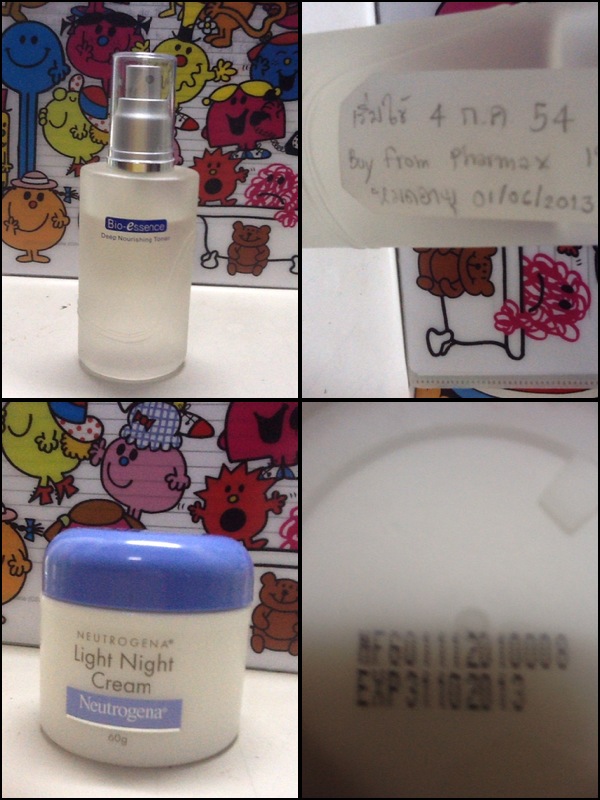 Bio-essence
Deep Nourishing Toner
เริ่มใช้ 4 ก.ค 54
Buy from Pharmax
หมดอายุ 01/06/2013
NEUTROGENA®
Light Night
Cream
Neutrogena®
60g
MFG01112010008
EXP31102013